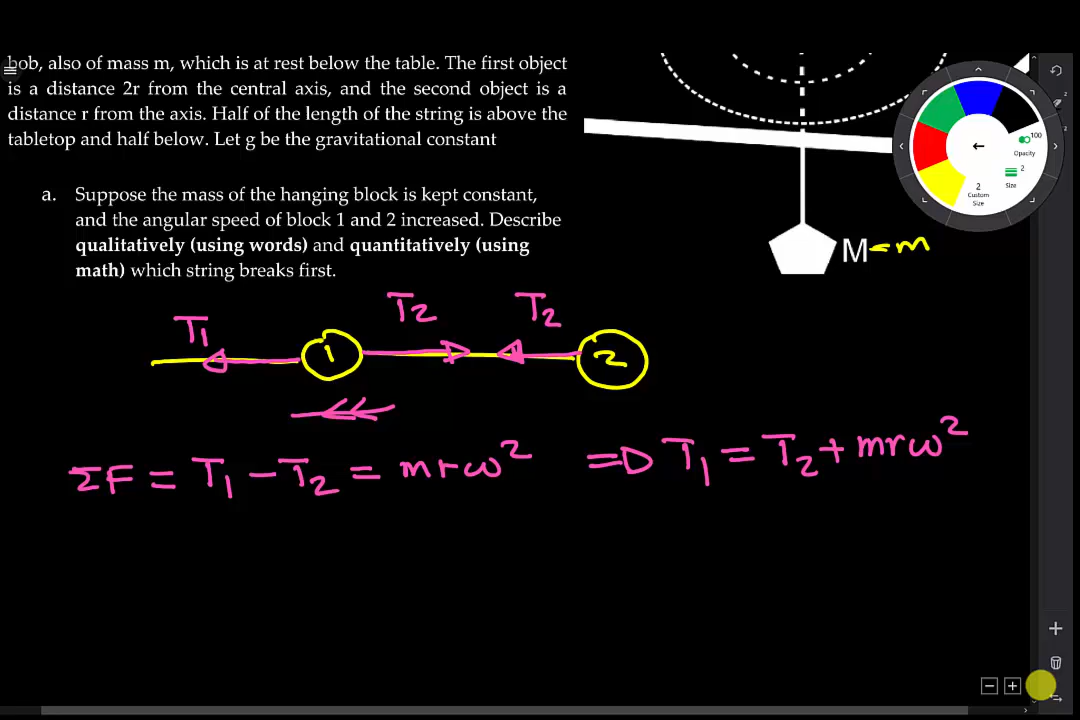 bob, also of mass m, which is at rest below the table. The first object
is a distance 2r from the central axis, and the second object is a
distance r from the axis. Half of the length of the string is above the
tabletop and half below. Let g be the gravitational constant
a. Suppose the mass of the hanging block is kept constant,
and the angular speed of block 1 and 2 increased. Describe
qualitatively (using words) and quantitatively (using
math) which string breaks first.
M = m
100
Opacity
2
Size
2
Custom
Size
2
2
T1 T2 T2
1 2
ΣF = T1 - T2 = mrω² => T1 = T2 + mrω²